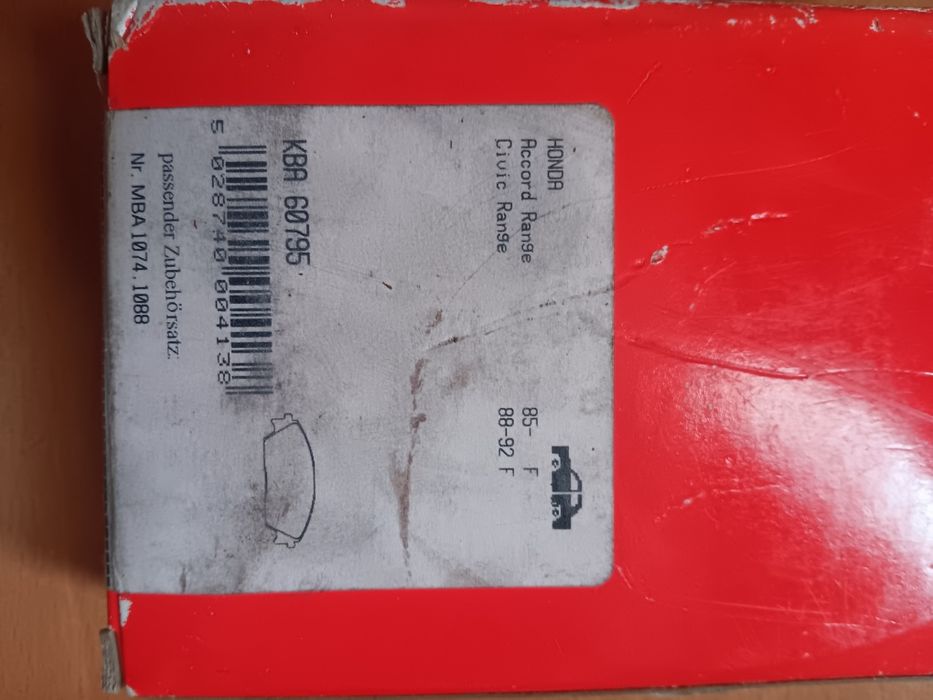 HONDA
Accord Range 85- F
Civic Range 88-92 F
KBA 60795
5 028740 004138
passender Zubehörsatz:
Nr. MBA1074.1088